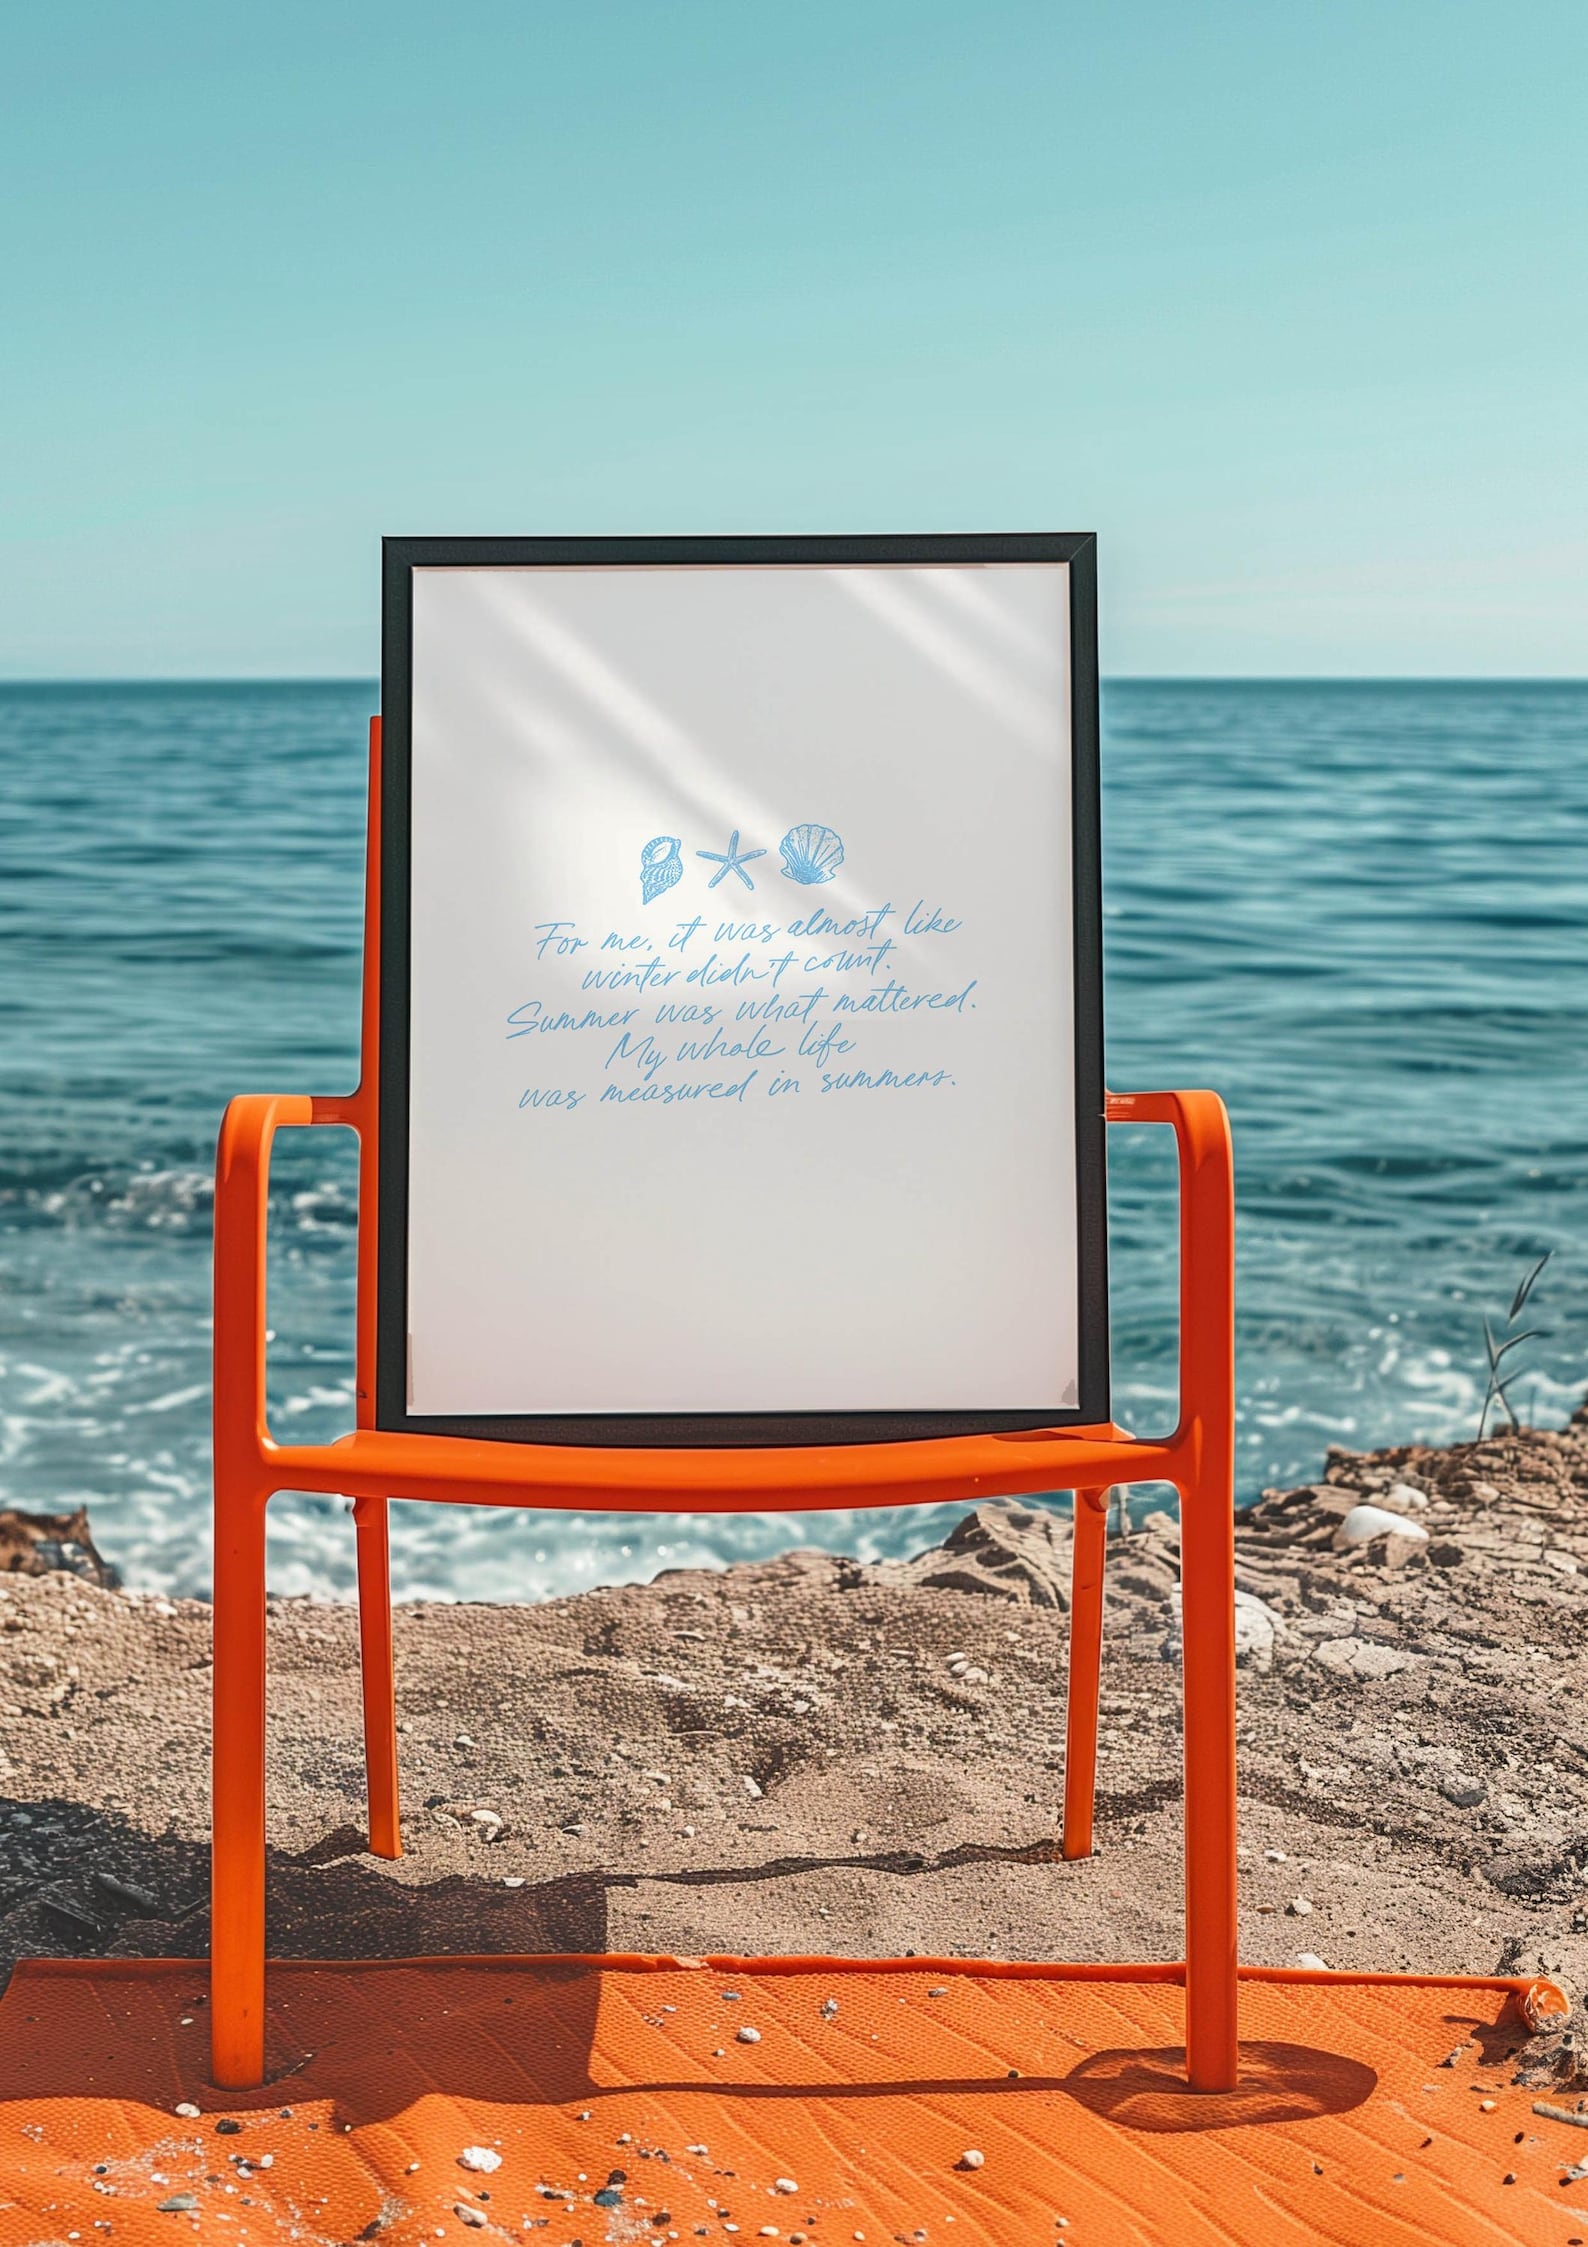 For me, it was almost like
winter didn't count.
Summer was what mattered.
My whole life
was measured in summers.